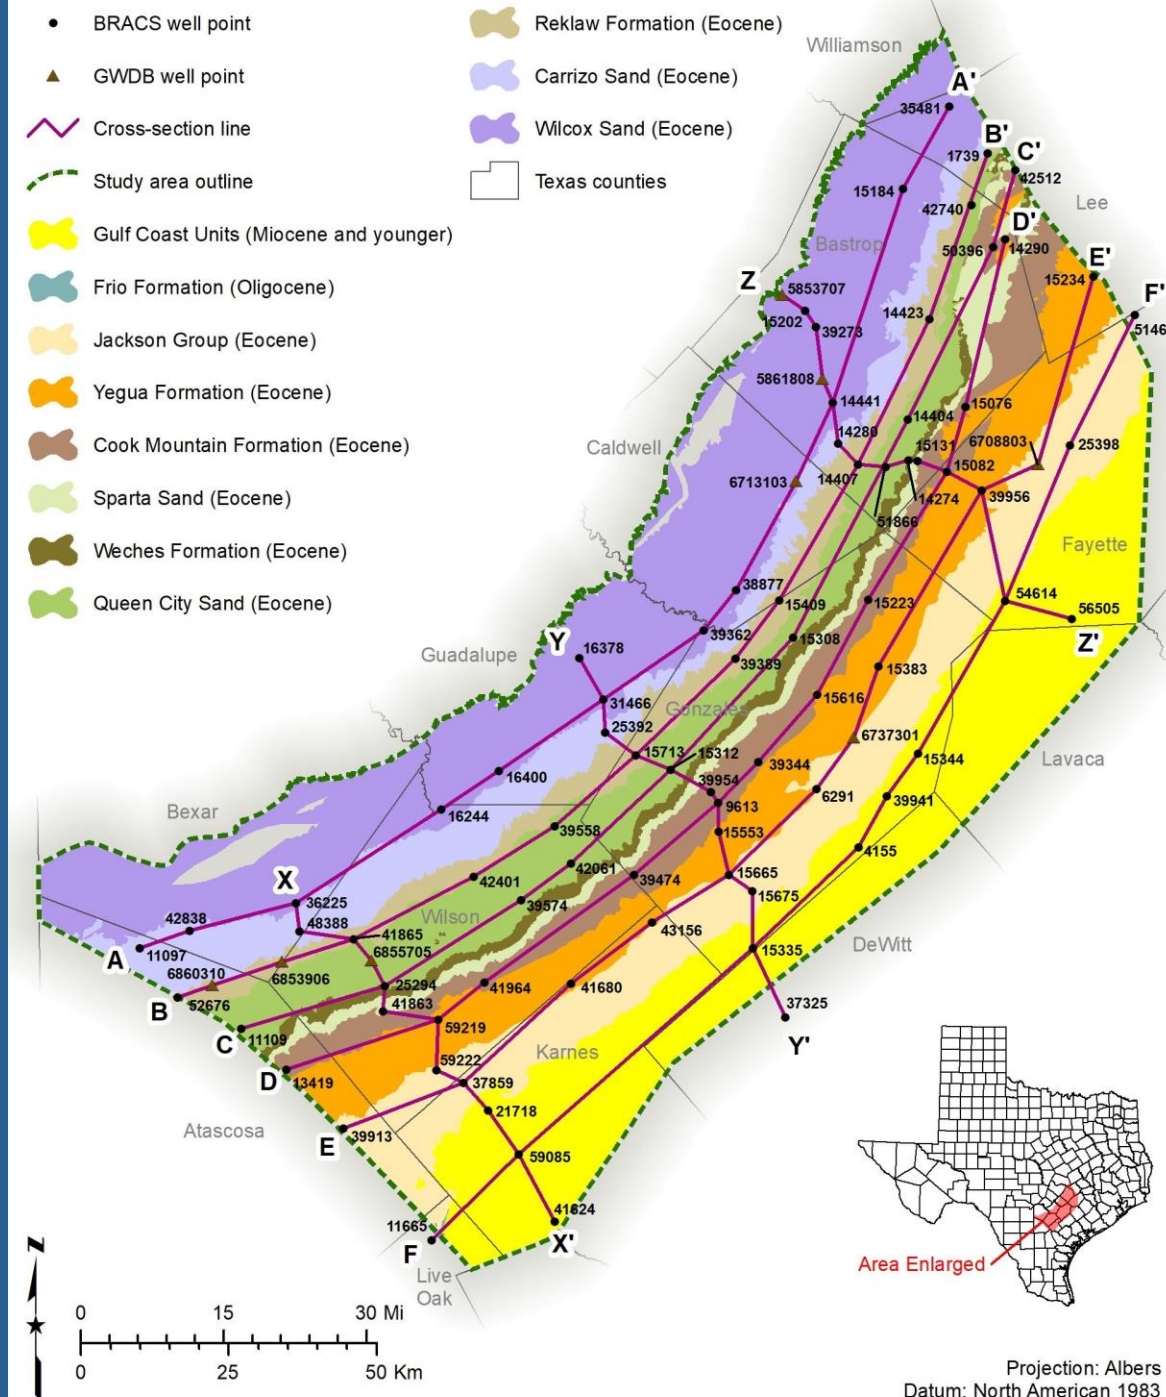 BRACS well point
GWDB well point
Cross-section line
Study area outline
Gulf Coast Units (Miocene and younger)
Frio Formation (Oligocene)
Jackson Group (Eocene)
Yegua Formation (Eocene)
Cook Mountain Formation (Eocene)
Sparta Sand (Eocene)
Weches Formation (Eocene)
Queen City Sand (Eocene)
Reklaw Formation (Eocene)
Carrizo Sand (Eocene)
Wilcox Sand (Eocene)
Texas counties
Williamson
A'
35481
B'
1739
C'
42512
15184
42740
Lee
D'
Bastrop
50396
14290
E'
Z
5853707
15234
F'
15202
39273
14423
5146
5861808
14441
14404
15076
14280
15131
6708803
25398
Caldwell
14407
15082
6713103
14274
39956
51866
Fayette
38877
15409
15223
54614
56505
39362
Z'
Y
16378
15308
Guadalupe
39389
15383
31466
15616
Gonzales
25392
6737301
15713
15312
15344
Lavaca
16400
39954
39344
9613
6291
39941
Bexar
16244
39558
15553
4155
42061
X
42401
39474
15665
15675
36225
39574
42838
48388
Wilson
41865
43156
A
11097
6855705
15335
DeWitt
6860310
6853906
25294
41964
41680
B
52676
41863
37325
C
11109
59219
Y'
D
13419
59222
Karnes
37859
Atascosa
21718
E
39913
59085
11665
41624
F
X'
Live
Oak
Area Enlarged
N
0 15 30 Mi
0 25 50 Km
Projection: Albers
Datum: North American 1983